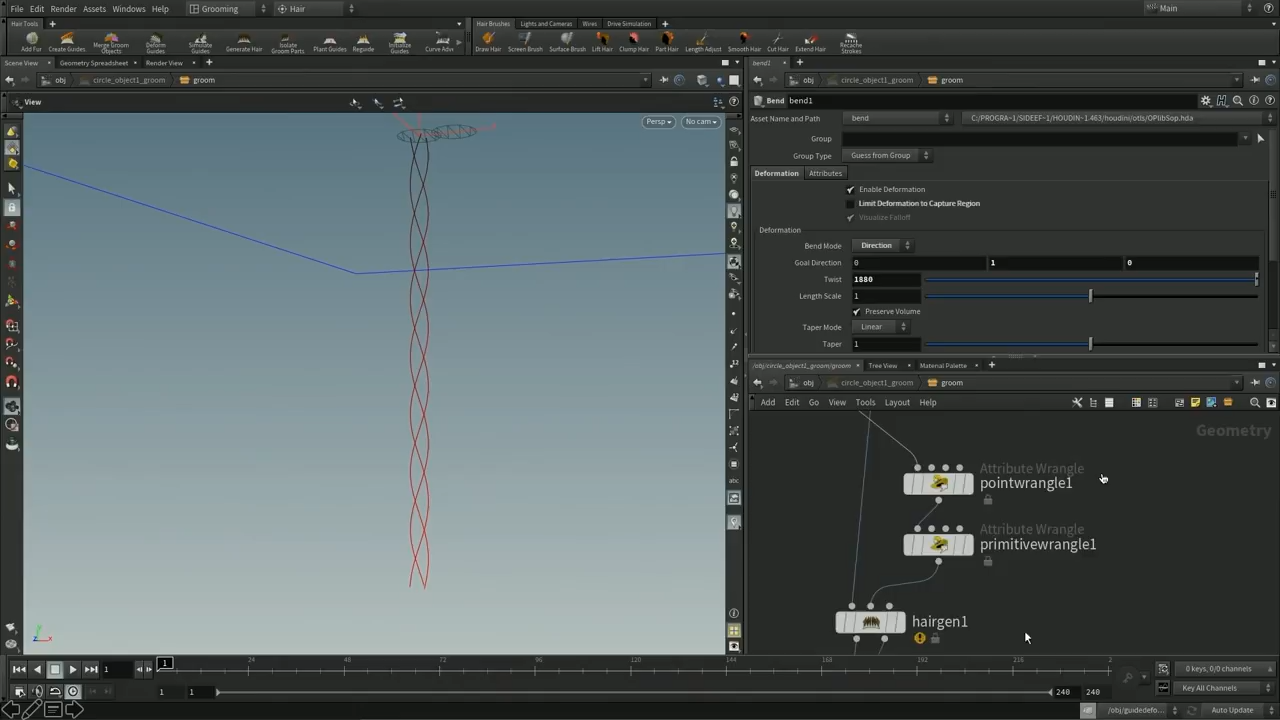 File Edit Render Assets Windows Help Grooming Hair Main
Hair Tools Hair Brushes Lights and Cameras Wires Drive Simulation
Add Fur Create Guides Merge Groom Objects Deform Guides Simulate Guides Generate Hair Isolate Groom Parts Plant Guides Reguide Initialize Guides Curve Adv Draw Hair Screen Brush Surface Brush Lift Hair Clump Hair Part Hair Length Adjust Smooth Hair Cut Hair Extend Hair Recache Strokes
Scene View Geometry Spreadsheet Render View bend1
obj circle_object1_groom groom obj circle_object1_groom groom
View
Persp No cam
Bend bend1
Asset Name and Path bend C:/PROGRA~1/SIDEEF~1/HOUDIN~1.463/houdini/otls/OPlibSop.hda
Group
Group Type Guess from Group
Deformation Attributes
Enable Deformation
Limit Deformation to Capture Region
Visualize Falloff
Deformation
Bend Mode Direction
Goal Direction 0 1 0
Twist 1880
Length Scale 1
Preserve Volume
Taper Mode Linear
Taper 1
/obj/circle_object1_groom/groom Tree View Material Palette
obj circle_object1_groom groom
Add Edit Go View Tools Layout Help
Geometry
Attribute Wrangle
pointwrangle1
Attribute Wrangle
primitivewrangle1
hairgen1
1 1 24 48 72 96 120 144 168 192 216 2
0 keys, 0/0 channels
1 1 240 240 Key All Channels
/obj/guidedefo... Auto Update